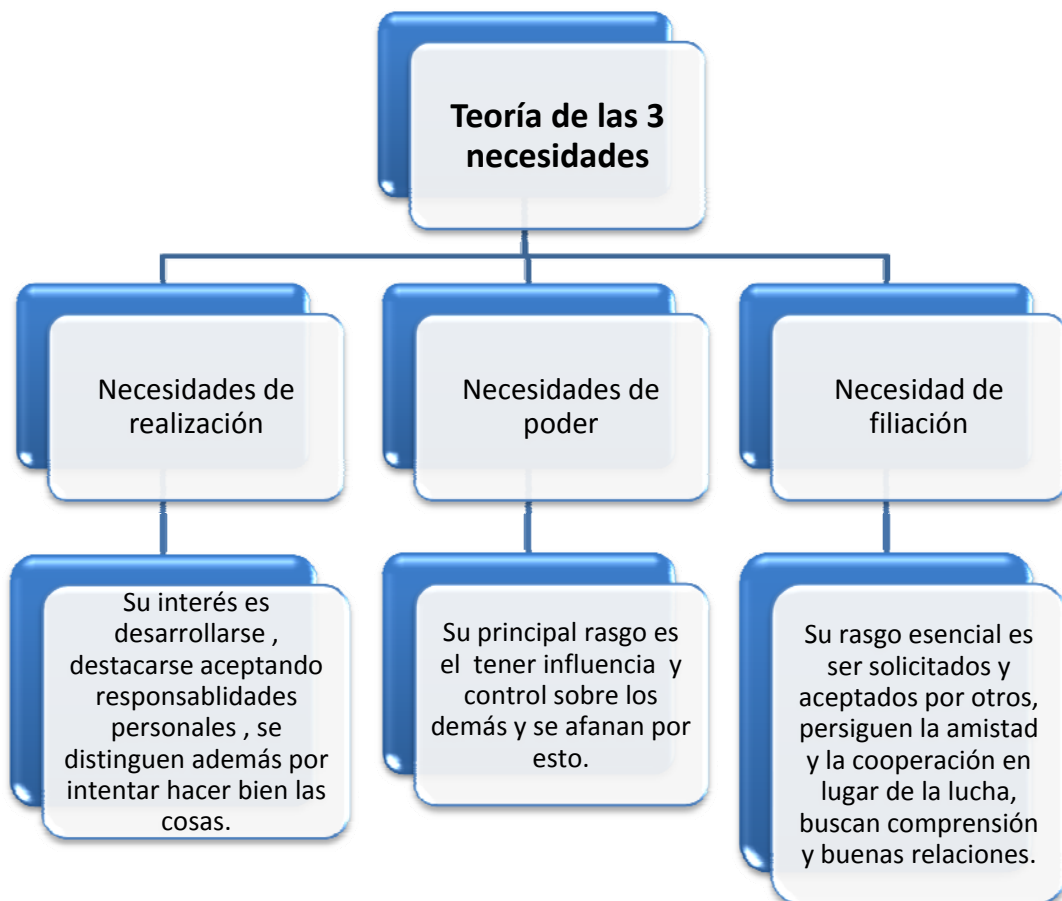 Teoría de las 3
necesidades
Necesidades de
realización
Necesidades de
poder
Necesidad de
filiación
Su interés es
desarrollarse ,
destacarse aceptando
responsablidades
personales , se
distinguen además por
intentar hacer bien las
cosas.
Su principal rasgo es
el tener influencia y
control sobre los
demás y se afanan por
esto.
Su rasgo esencial es
ser solicitados y
aceptados por otros,
persiguen la amistad
y la cooperación en
lugar de la lucha,
buscan comprensión
y buenas relaciones.